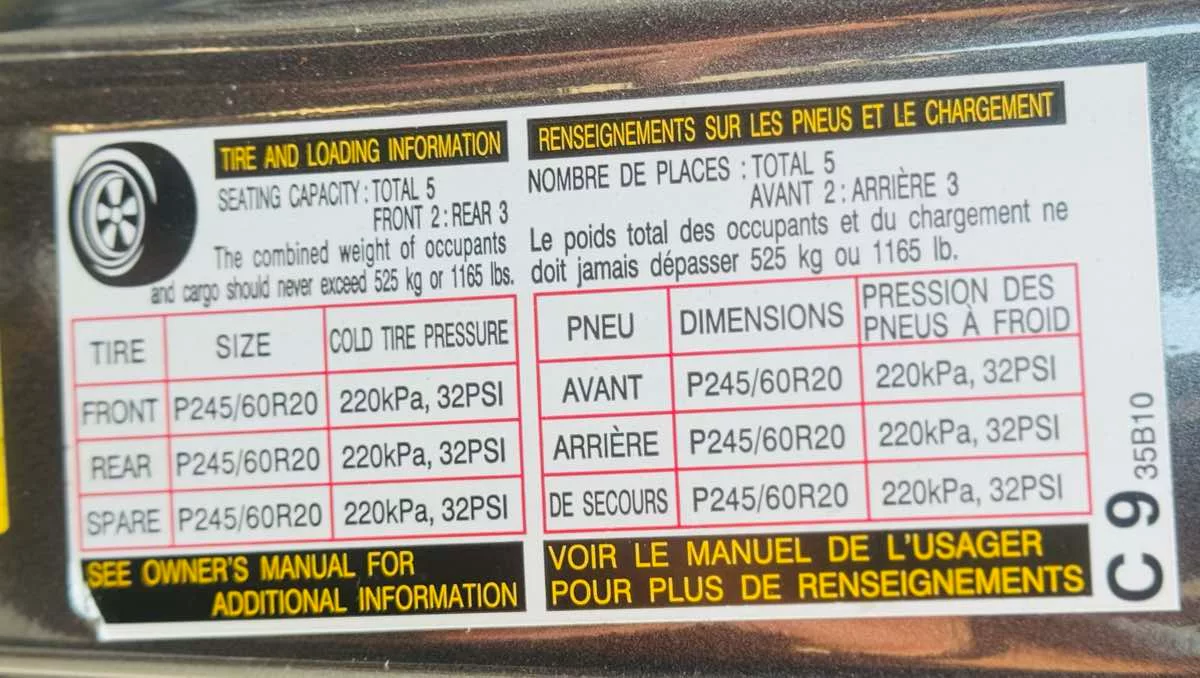 TIRE AND LOADING INFORMATION
SEATING CAPACITY : TOTAL 5
FRONT 2 : REAR 3
The combined weight of occupants
and cargo should never exceed 525 kg or 1165 lbs.
TIRE SIZE COLD TIRE PRESSURE
FRONT P245/60R20 220kPa, 32PSI
REAR P245/60R20 220kPa, 32PSI
SPARE P245/60R20 220kPa, 32PSI
SEE OWNER'S MANUAL FOR
ADDITIONAL INFORMATION
RENSEIGNEMENTS SUR LES PNEUS ET LE CHARGEMENT
NOMBRE DE PLACES : TOTAL 5
AVANT 2 : ARRIÈRE 3
Le poids total des occupants et du chargement ne
doit jamais dépasser 525 kg ou 1165 lb.
PNEU DIMENSIONS PRESSION DES
PNEUS À FROID
AVANT P245/60R20 220kPa, 32PSI
ARRIÈRE P245/60R20 220kPa, 32PSI
DE SECOURS P245/60R20 220kPa, 32PSI
VOIR LE MANUEL DE L'USAGER
POUR PLUS DE RENSEIGNEMENTS
C 9 35B10